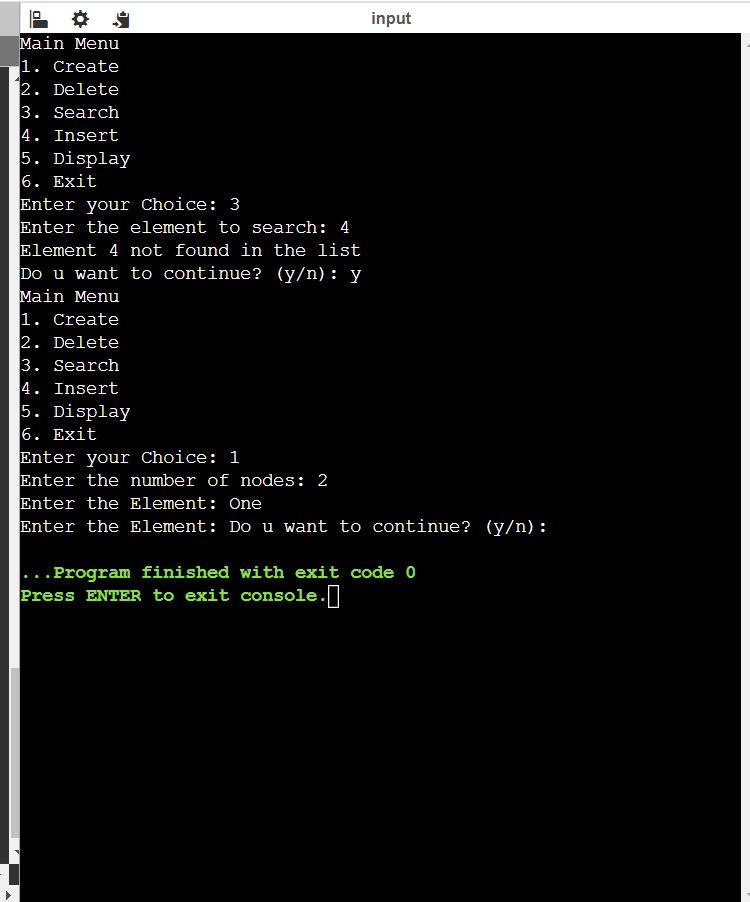 input
Main Menu
1. Create
2. Delete
3. Search
4. Insert
5. Display
6. Exit
Enter your Choice: 3
Enter the element to search: 4
Element 4 not found in the list
Do u want to continue? (y/n): y
Main Menu
1. Create
2. Delete
3. Search
4. Insert
5. Display
6. Exit
Enter your Choice: 1
Enter the number of nodes: 2
Enter the Element: One
Enter the Element: Do u want to continue? (y/n):
...Program finished with exit code 0
Press ENTER to exit console.